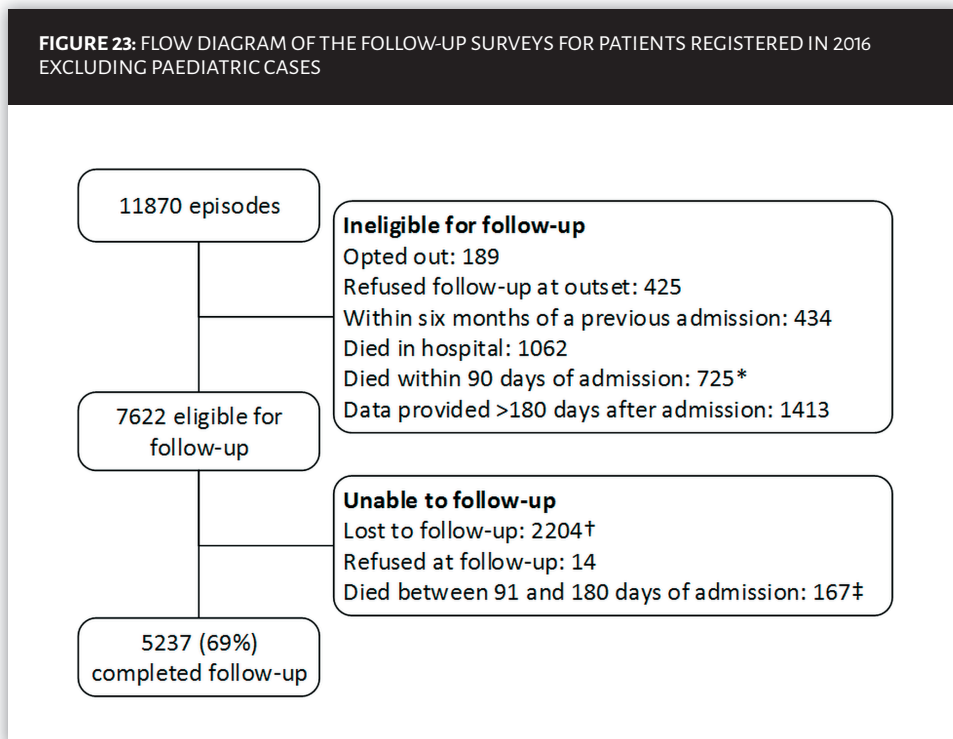 FIGURE 23: FLOW DIAGRAM OF THE FOLLOW-UP SURVEYS FOR PATIENTS REGISTERED IN 2016
EXCLUDING PAEDIATRIC CASES
11870 episodes
Ineligible for follow-up
Opted out: 189
Refused follow-up at outset: 425
Within six months of a previous admission: 434
Died in hospital: 1062
Died within 90 days of admission: 725*
Data provided >180 days after admission: 1413
7622 eligible for
follow-up
Unable to follow-up
Lost to follow-up: 2204†
Refused at follow-up: 14
Died between 91 and 180 days of admission: 167‡
5237 (69%)
completed follow-up